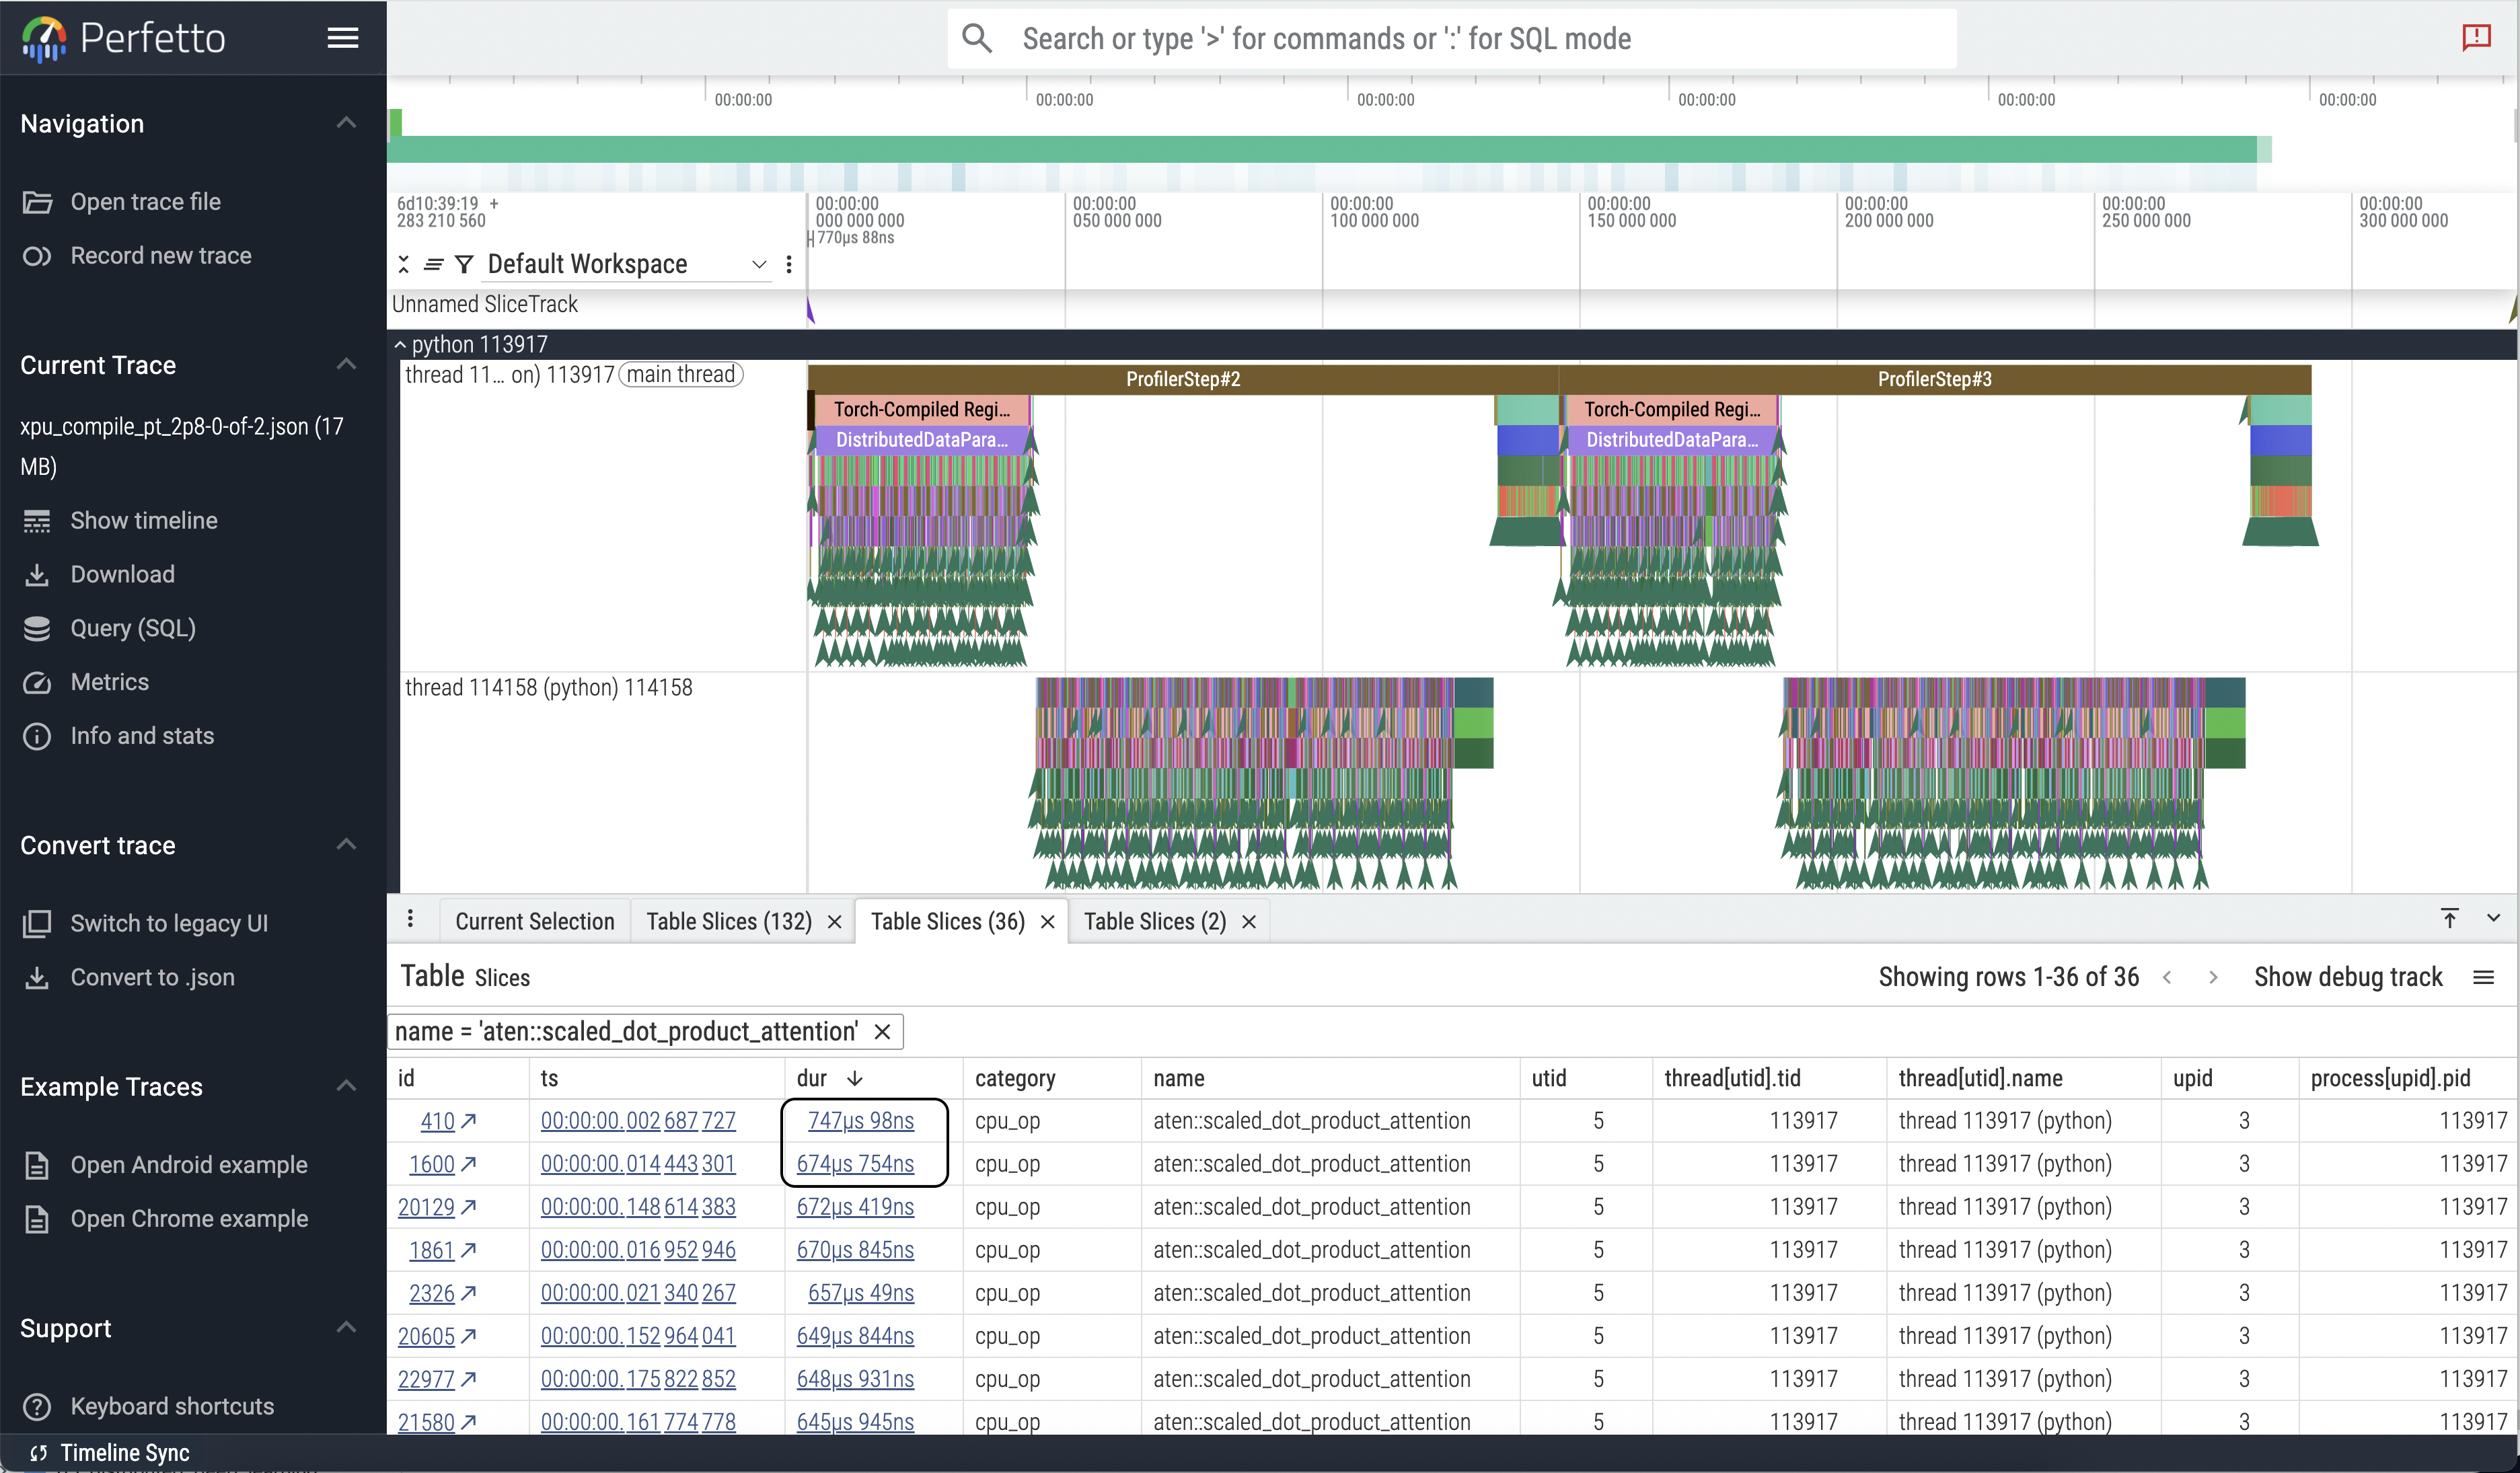 Perfetto
Search or type '>' for commands or ':' for SQL mode
Navigation
Open trace file
Record new trace
Current Trace
xpu_compile_pt_2p8-0-of-2.json (17
MB)
Show timeline
Download
Query (SQL)
Metrics
Info and stats
Convert trace
Switch to legacy UI
Convert to .json
Example Traces
Open Android example
Open Chrome example
Support
Keyboard shortcuts
Timeline Sync
00:00:00 00:00:00 00:00:00 00:00:00 00:00:00 00:00:00
6d10:39:19 +
283 210 560
00:00:00 00:00:00 00:00:00 00:00:00 00:00:00 00:00:00 00:00:00
000 000 000 050 000 000 100 000 000 150 000 000 200 000 000 250 000 000 300 000 000
770µs 88ns
Default Workspace
Unnamed SliceTrack
python 113917
thread 11... on) 113917 main thread
ProfilerStep#2 ProfilerStep#3
Torch-Compiled Regi... Torch-Compiled Regi...
DistributedDataPara... DistributedDataPara...
thread 114158 (python) 114158
Current Selection Table Slices (132) Table Slices (36) Table Slices (2)
Table Slices Showing rows 1-36 of 36 Show debug track
name = 'aten::scaled_dot_product_attention'
id ts dur category name utid thread[utid].tid thread[utid].name upid process[upid].pid
410 00:00:00.002 687 727 747µs 98ns cpu_op aten::scaled_dot_product_attention 5 113917 thread 113917 (python) 3 113917
1600 00:00:00.014 443 301 674µs 754ns cpu_op aten::scaled_dot_product_attention 5 113917 thread 113917 (python) 3 113917
20129 00:00:00.148 614 383 672µs 419ns cpu_op aten::scaled_dot_product_attention 5 113917 thread 113917 (python) 3 113917
1861 00:00:00.016 952 946 670µs 845ns cpu_op aten::scaled_dot_product_attention 5 113917 thread 113917 (python) 3 113917
2326 00:00:00.021 340 267 657µs 49ns cpu_op aten::scaled_dot_product_attention 5 113917 thread 113917 (python) 3 113917
20605 00:00:00.152 964 041 649µs 844ns cpu_op aten::scaled_dot_product_attention 5 113917 thread 113917 (python) 3 113917
22977 00:00:00.175 822 852 648µs 931ns cpu_op aten::scaled_dot_product_attention 5 113917 thread 113917 (python) 3 113917
21580 00:00:00.161 774 778 645µs 945ns cpu_op aten::scaled_dot_product_attention 5 113917 thread 113917 (python) 3 113917